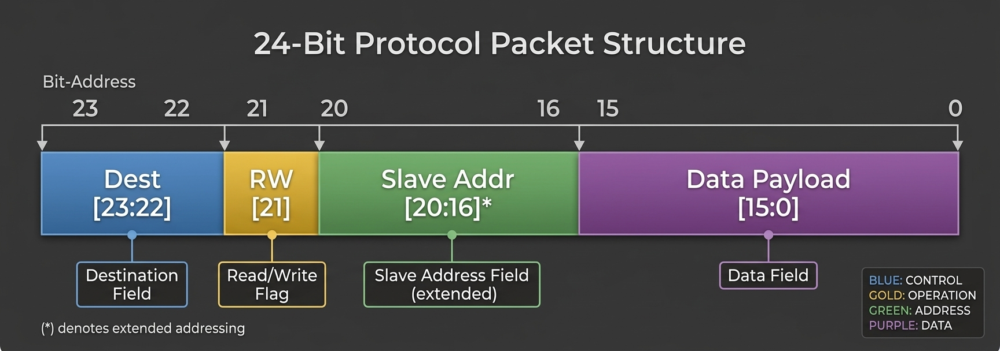 24-Bit Protocol Packet Structure
Bit-Address
23 22 21 20 16 15 0
Dest
[23:22]
RW
[21]
Slave Addr
[20:16]*
Data Payload
[15:0]
Destination
Field
Read/Write
Flag
Slave Address Field
(extended)
Data Field
BLUE: CONTROL
GOLD: OPERATION
GREEN: ADDRESS
PURPLE: DATA
(*) denotes extended addressing